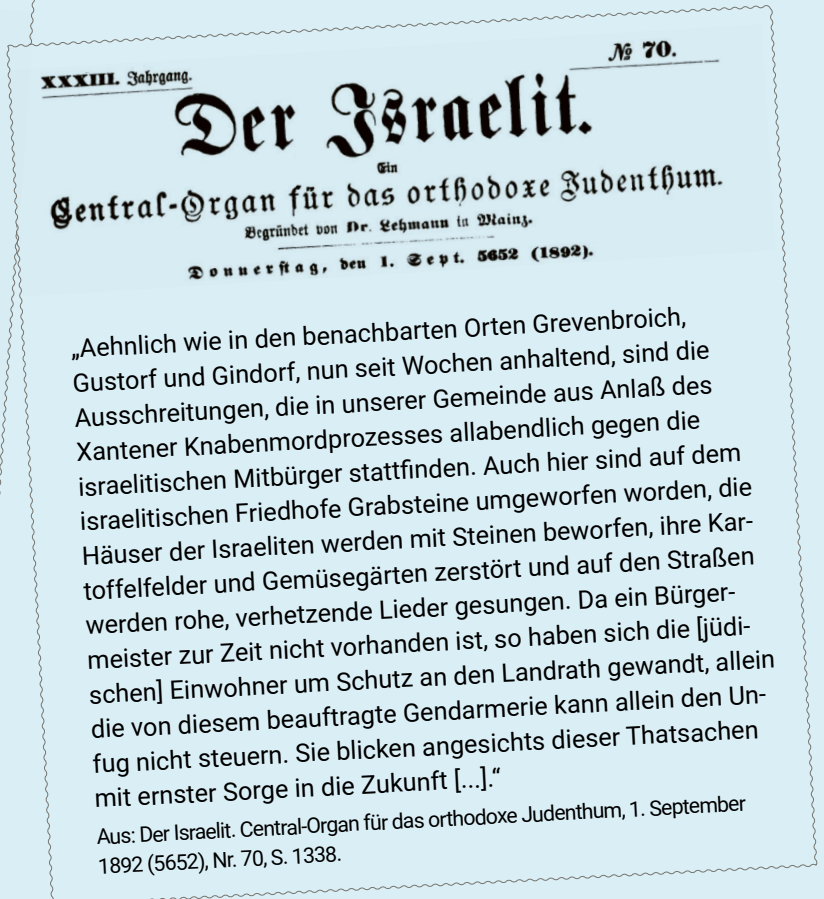 XXXIII. Jahrgang.
№ 70.
Der Israelit.
Ein
Central-Organ für das orthodoxe Judenthum.
Begründet von Dr. Lehmann in Mainz.
Donnerstag, den 1. Sept. 5652 (1892).
„Aehnlich wie in den benachbarten Orten Grevenbroich,
Gustorf und Gindorf, nun seit Wochen anhaltend, sind die
Ausschreitungen, die in unserer Gemeinde aus Anlaß des
Xantener Knabenmordprozesses allabendlich gegen die
israelitischen Mitbürger stattfinden. Auch hier sind auf dem
israelitischen Friedhofe Grabsteine umgeworfen worden, die
Häuser der Israeliten werden mit Steinen beworfen, ihre Kar-
toffelfelder und Gemüsegärten zerstört und auf den Straßen
werden rohe, verhetzende Lieder gesungen. Da ein Bürger-
meister zur Zeit nicht vorhanden ist, so haben sich die [jüdi-
schen] Einwohner um Schutz an den Landrath gewandt, allein
die von diesem beauftragte Gendarmerie kann allein den Un-
fug nicht steuern. Sie blicken angesichts dieser Thatsachen
mit ernster Sorge in die Zukunft [...].“
Aus: Der Israelit. Central-Organ für das orthodoxe Judenthum, 1. September
1892 (5652), Nr. 70, S. 1338.